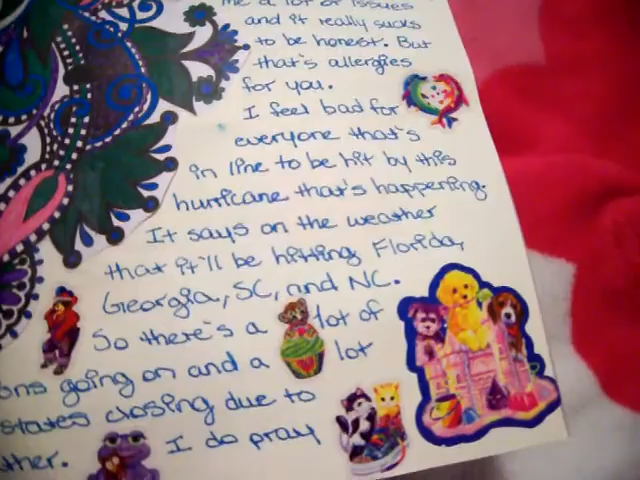 me a lot of issues
and it really sucks
to be honest. But
that's allergies
for you.
I feel bad for
everyone that's
in line to be hit by this
hurricane that's happening.
It says on the weather
that it'll be hitting Florida,
Georgia, SC, and NC.
So there's a lot of
ons going on and a lot
states closing due to
ther. I do pray